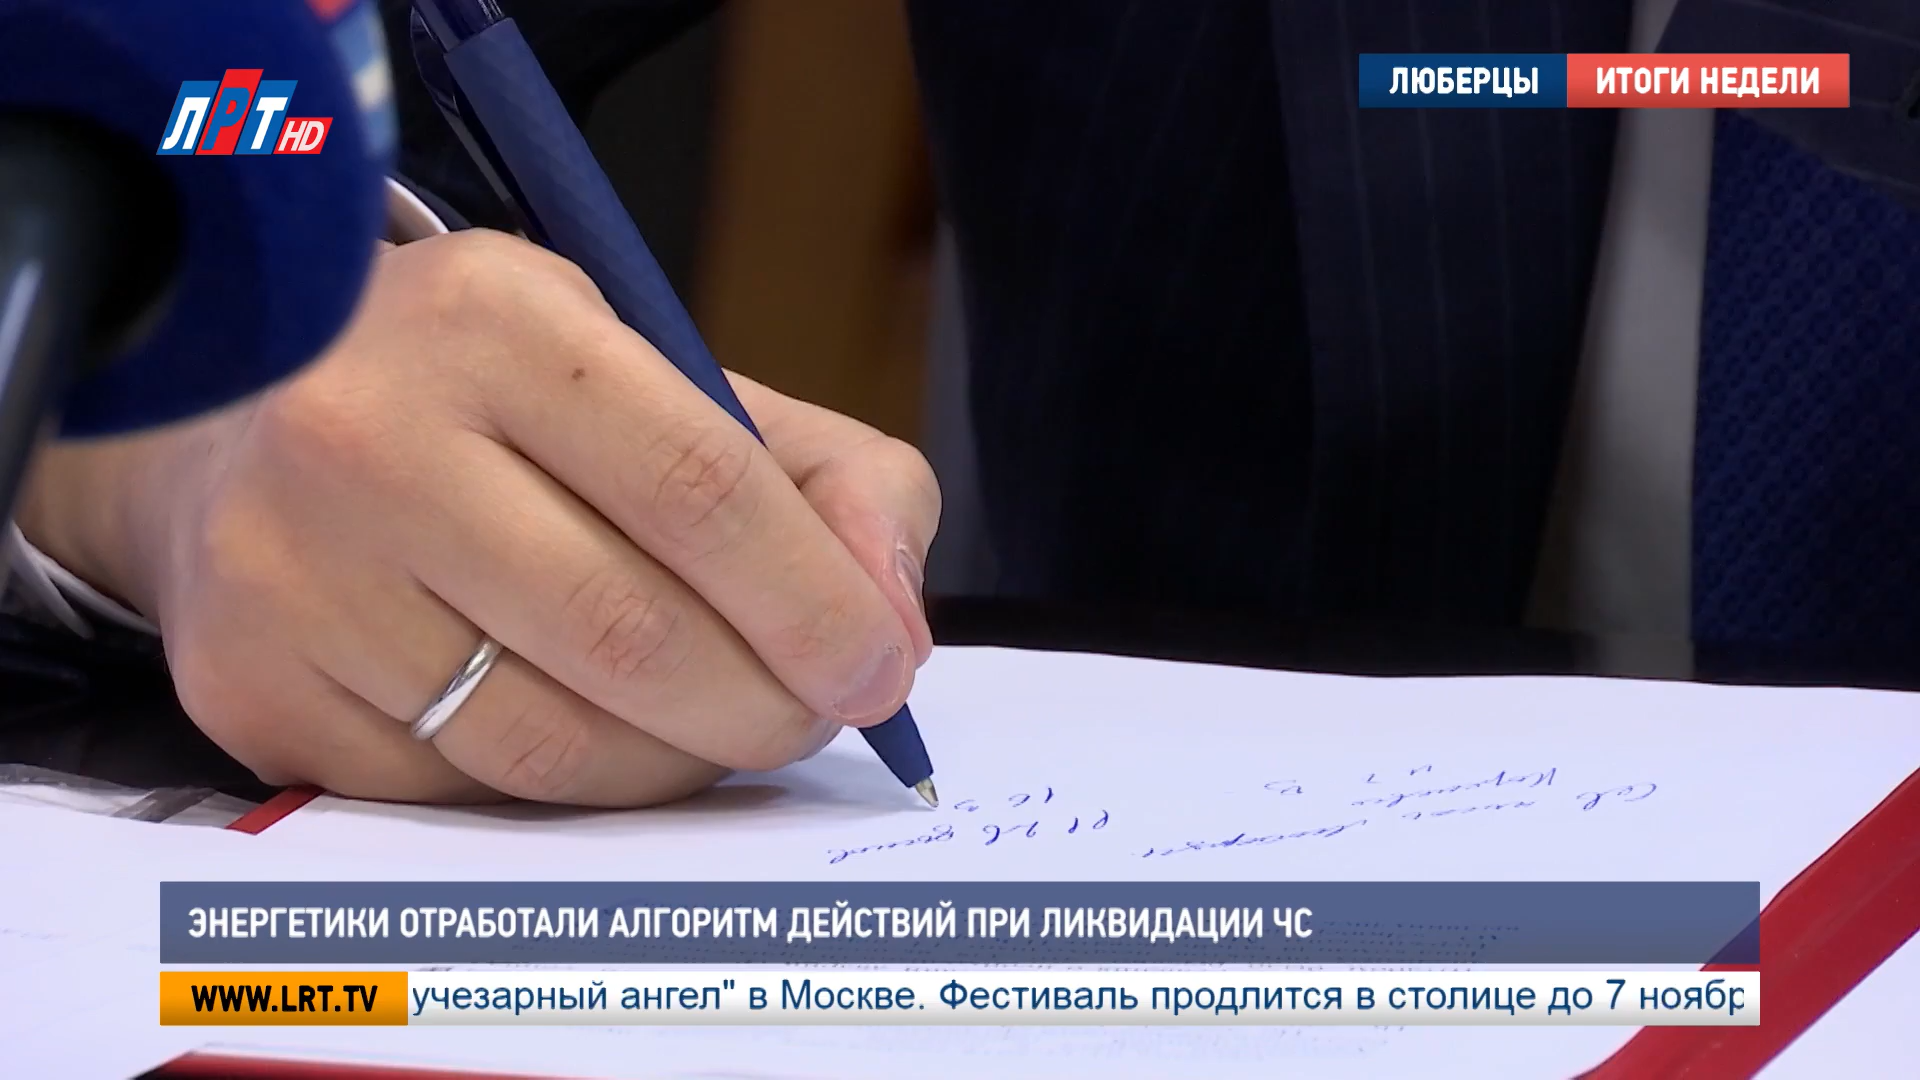 ЛРТ HD
ЛЮБЕРЦЫ ИТОГИ НЕДЕЛИ
ЭНЕРГЕТИКИ ОТРАБОТАЛИ АЛГОРИТМ ДЕЙСТВИЙ ПРИ ЛИКВИДАЦИИ ЧС
WWW.LRT.TV учезарный ангел" в Москве. Фестиваль продлится в столице до 7 ноябр